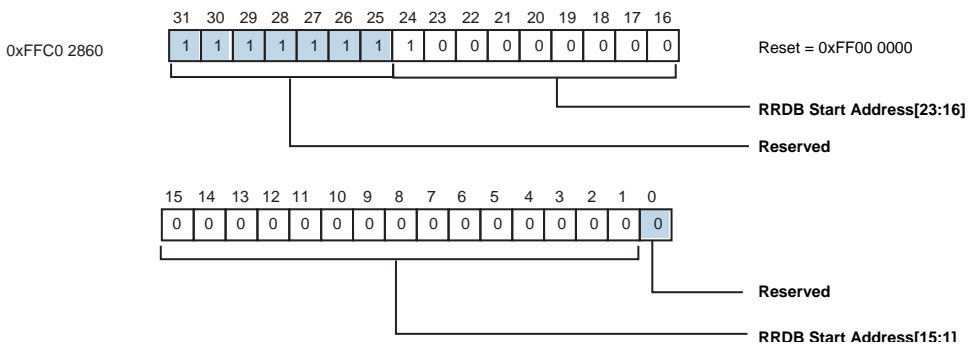 31 30 29 28 27 26 25 24 23 22 21 20 19 18 17 16
0xFFC0 2860
1 1 1 1 1 1 1 1 0 0 0 0 0 0 0 0
Reset = 0xFF00 0000
RRDB Start Address[23:16]
Reserved
15 14 13 12 11 10 9 8 7 6 5 4 3 2 1 0
0 0 0 0 0 0 0 0 0 0 0 0 0 0 0 0
Reserved
RRDB Start Address[15:1]